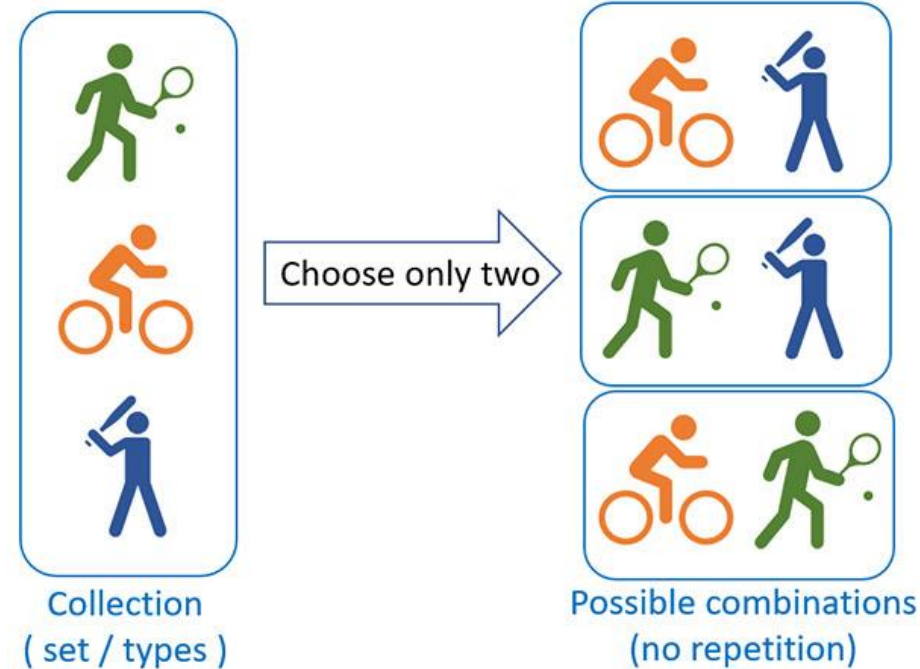 Choose only two
Collection
( set / types )
Possible combinations
(no repetition)